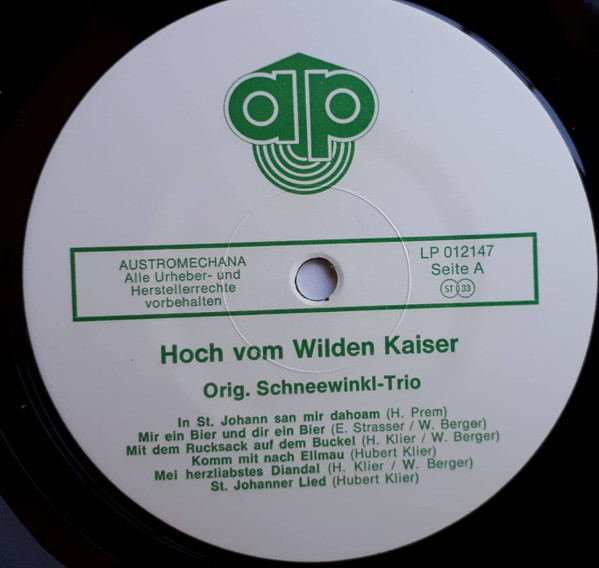 ap
AUSTROMECHANA
Alle Urheber- und
Herstellerrechte
vorbehalten
LP 012147
Seite A
ST 33
Hoch vom Wilden Kaiser
Orig. Schneewinkl-Trio
In St. Johann san mir dahoam (H. Prem)
Mir ein Bier und dir ein Bier (E. Strasser / W. Berger)
Mit dem Rucksack auf dem Buckel (H. Klier / W. Berger)
Komm mit nach Ellmau (Hubert Klier)
Mei herzliabstes Diandal (H. Klier / W. Berger)
St. Johanner Lied (Hubert Klier)